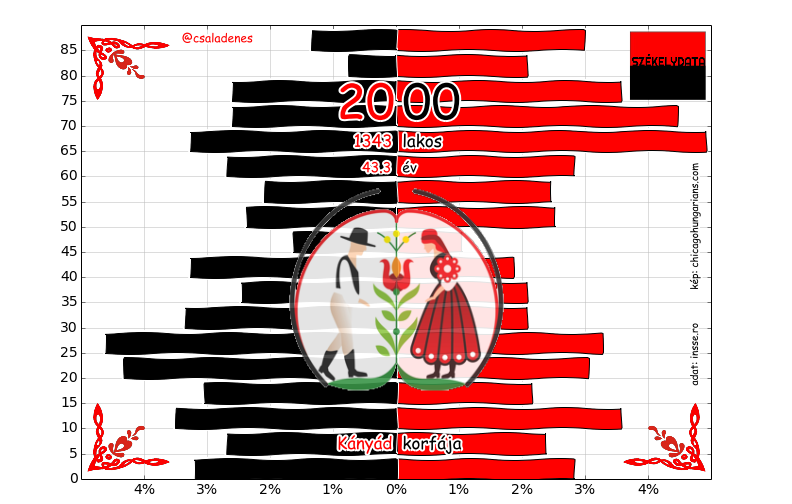 @csaladenes
SZÉKELYDATA
2000
1343 lakos
43.3 év
kép: chicagohungarians.com
adat: insse.ro
Kányád korfája
85
80
75
70
65
60
55
50
45
40
35
30
25
20
15
10
5
0
4% 3% 2% 1% 0% 1% 2% 3% 4%